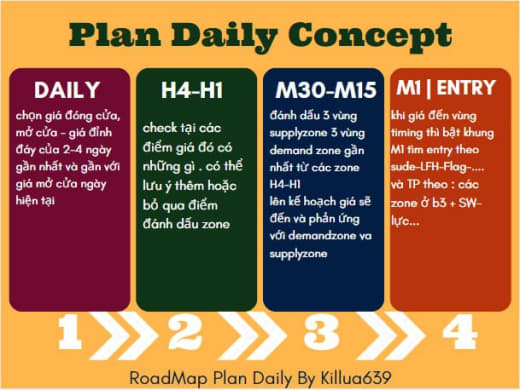 Plan Daily Concept
DAILY
chọn giá đóng cửa,
mở cửa - giá đỉnh
đáy của 2-4 ngày
gần nhất và gần với
giá mở cửa ngày
hiện tại
H4-H1
check tại các
điểm giá đó có
những gì . có thể
lưu ý thêm hoặc
bỏ qua điểm
đánh dấu zone
M30-M15
đánh dấu 3 vùng
supplyzone 3 vùng
demand zone gần
nhất từ các zone
H4-H1
lên kế hoạch giá sẽ
đến và phản ứng
với demandzone va
supplyzone
M1 | ENTRY
khi giá đến vùng
timing thì bật khung
M1 tìm entry theo
sude-LFH-Flag-....
và TP theo : các
zone ở b3 + SW-
lực...
1 2 3 4
RoadMap Plan Daily By Killua639